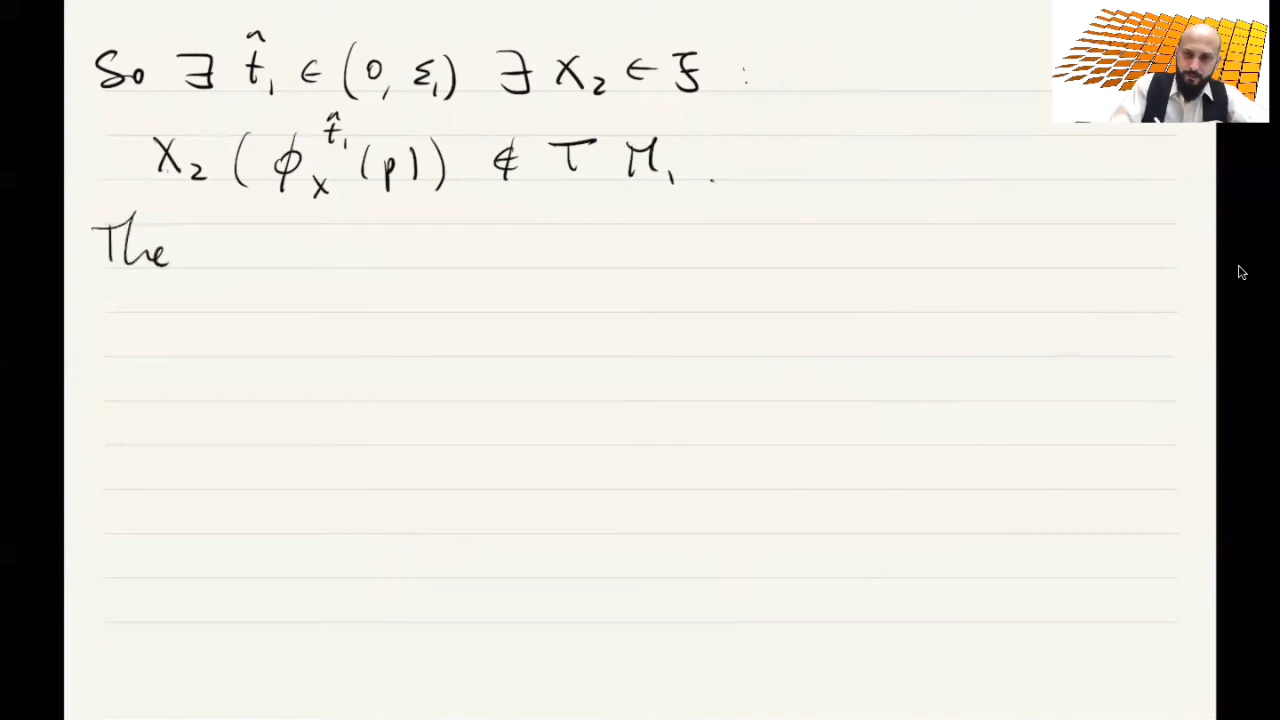 So ∃ t̂₁ ∈ (0, ε₁) ∃ X₂ ∈ ℱ :
X₂ (ϕ_X^{t̂₁} (p)) ∉ T M₁ .
The